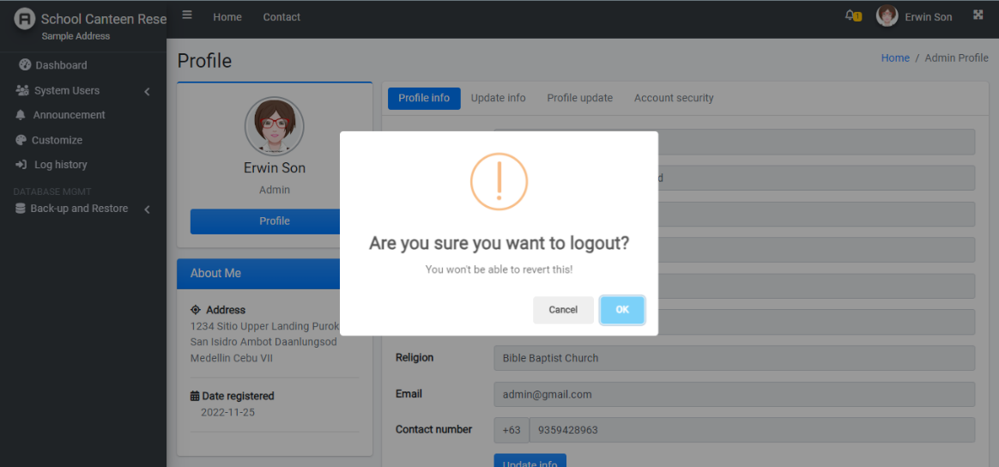 School Canteen Rese
Sample Address
Home
Contact
1
Erwin Son
Dashboard
System Users
Announcement
Customize
Log history
DATABASE MGMT
Back-up and Restore
Profile
Home / Admin Profile
Erwin Son
Admin
Profile
About Me
Address
1234 Sitio Upper Landing Purok
San Isidro Ambot Daanlungsod
Medellin Cebu VII
Date registered
2022-11-25
Profile info
Update info
Profile update
Account security
d
Are you sure you want to logout?
You won't be able to revert this!
Cancel
OK
Religion
Bible Baptist Church
Email
admin@gmail.com
Contact number
+63
9359428963
Update info